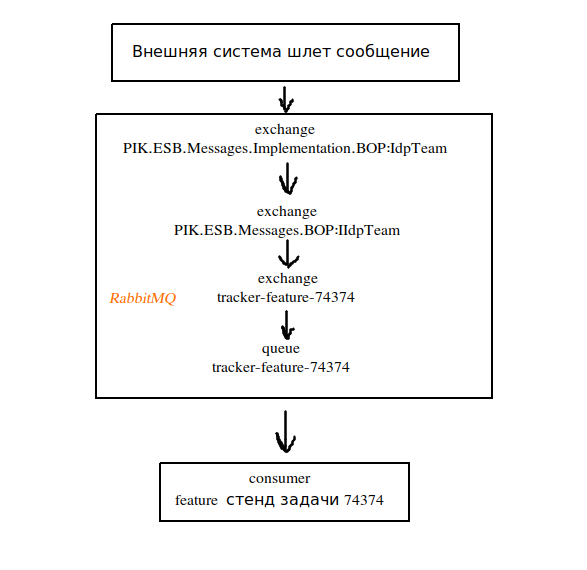 Внешняя система шлет сообщение
exchange
PIK.ESB.Messages.Implementation.BOP:IdpTeam
exchange
PIK.ESB.Messages.BOP:IIdpTeam
exchange
RabbitMQ tracker-feature-74374
queue
tracker-feature-74374
consumer
feature стенд задачи 74374